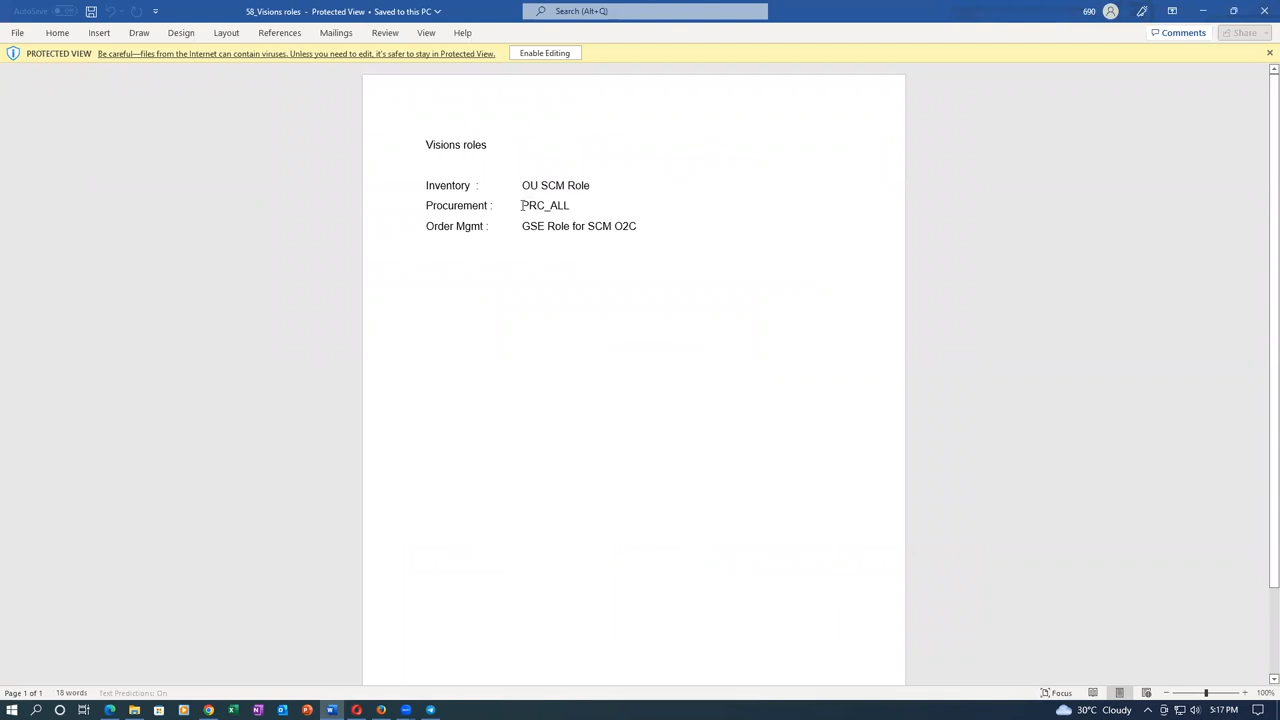 AutoSave
58_Visions roles - Protected View • Saved to this PC
Search (Alt+Q)
690
File Home Insert Draw Design Layout References Mailings Review View Help
Comments Share
PROTECTED VIEW Be careful—files from the Internet can contain viruses. Unless you need to edit, it's safer to stay in Protected View. Enable Editing
Visions roles
Inventory : OU SCM Role
Procurement : PRC_ALL
Order Mgmt : GSE Role for SCM O2C
Page 1 of 1 18 words Text Predictions: On Focus 100%
30°C Cloudy 5:17 PM